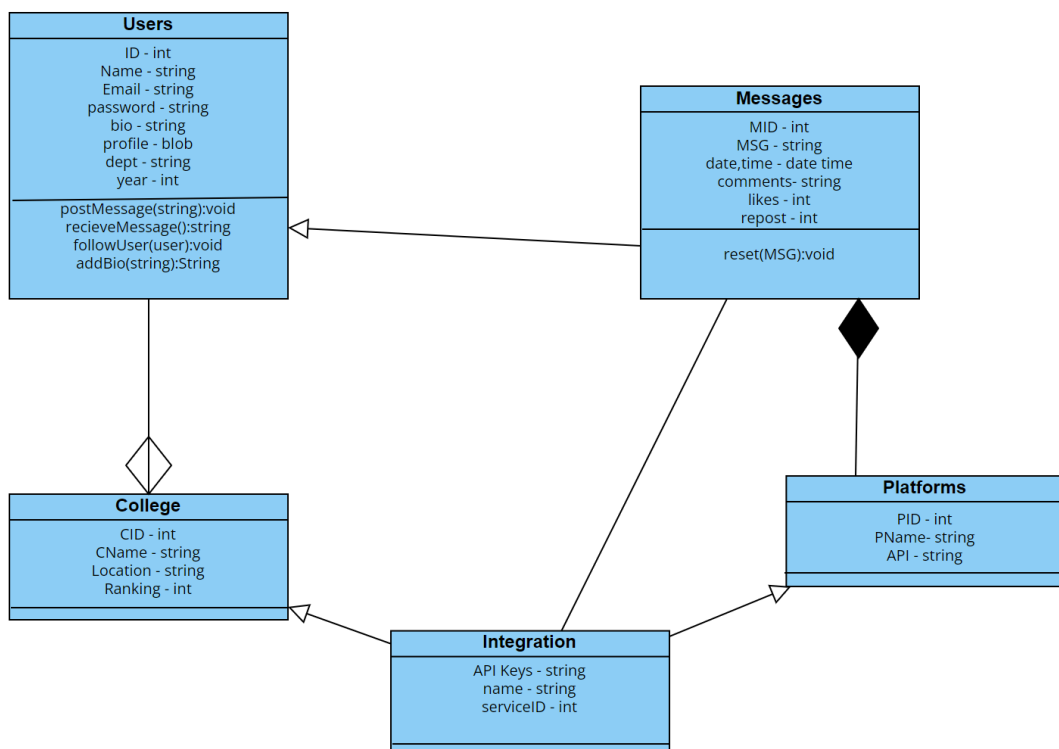 Users
ID - int
Name - string
Email - string
password - string
bio - string
profile - blob
dept - string
year - int
postMessage(string):void
recieveMessage():string
followUser(user):void
addBio(string):String
Messages
MID - int
MSG - string
date,time - date time
comments- string
likes - int
repost - int
reset(MSG):void
College
CID - int
CName - string
Location - string
Ranking - int
Platforms
PID - int
PName- string
API - string
Integration
API Keys - string
name - string
serviceID - int